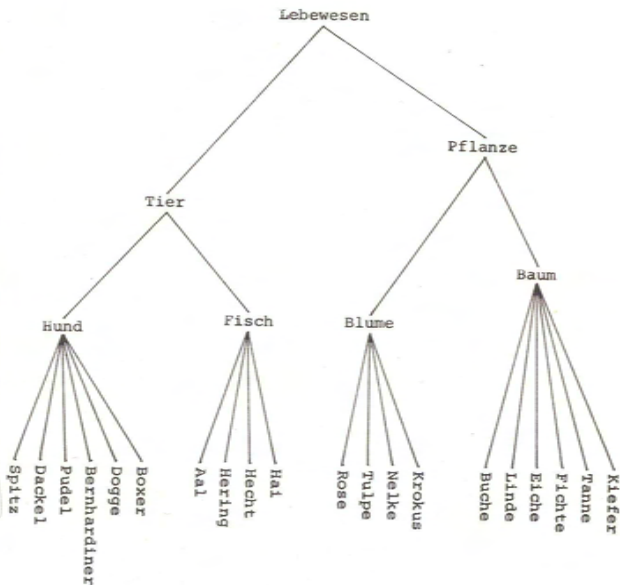 Lebewesen
Pflanze
Tier
Baum
Hund
Fisch
Blume
Spitz
Dackel
Pudel
Bernhardiner
Dogge
Boxer
Aal
Hering
Hecht
Hai
Rose
Tulpe
Nelke
Krokus
Buche
Linde
Eiche
Fichte
Tanne
Kiefer